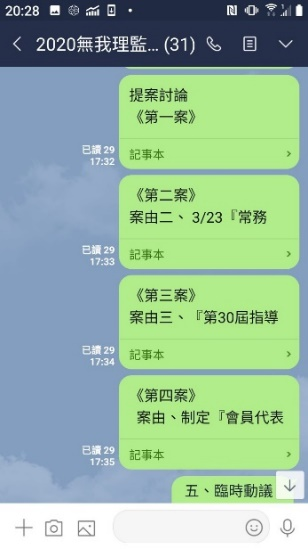 20:28
2020無我理監... (31)
提案討論
《第一案》
已讀 29
17:32
記事本
《第二案》
案由二、 3/23『常務
已讀 29
17:33
記事本
《第三案》
案由三、『第30屆指導
已讀 29
17:34
記事本
《第四案》
案由、制定『會員代表
已讀 29
17:35
記事本
五、臨時動議